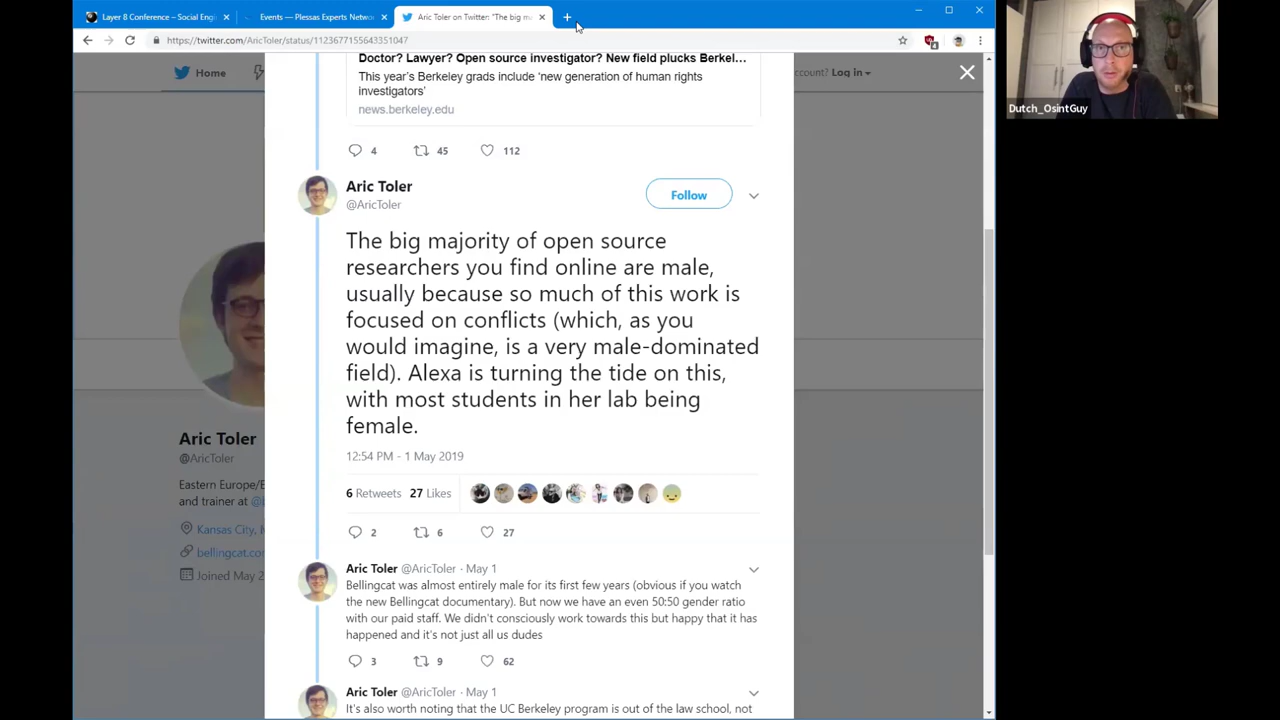 Layer 8 Conference – Social Engi
Events — Plessas Experts Netwo
Aric Toler on Twitter: "The big m
https://twitter.com/AricToler/status/1123677155643351047
Home
count? Log in
Doctor? Lawyer? Open source investigator? New field plucks Berkel...
This year's Berkeley grads include 'new generation of human rights
investigators'
news.berkeley.edu
4 45 112
Dutch_OsintGuy
Aric Toler
@AricToler
Follow
The big majority of open source
researchers you find online are male,
usually because so much of this work is
focused on conflicts (which, as you
would imagine, is a very male-dominated
field). Alexa is turning the tide on this,
with most students in her lab being
female.
12:54 PM - 1 May 2019
6 Retweets 27 Likes
2 6 27
Aric Toler
@AricToler
Eastern Europe/E
and trainer at @b
Kansas City, M
bellingcat.co
Joined May 2
Aric Toler @AricToler · May 1
Bellingcat was almost entirely male for its first few years (obvious if you watch
the new Bellingcat documentary). But now we have an even 50:50 gender ratio
with our paid staff. We didn't consciously work towards this but happy that it has
happened and it's not just all us dudes
3 9 62
Aric Toler @AricToler · May 1
It's also worth noting that the UC Berkeley program is out of the law school, not